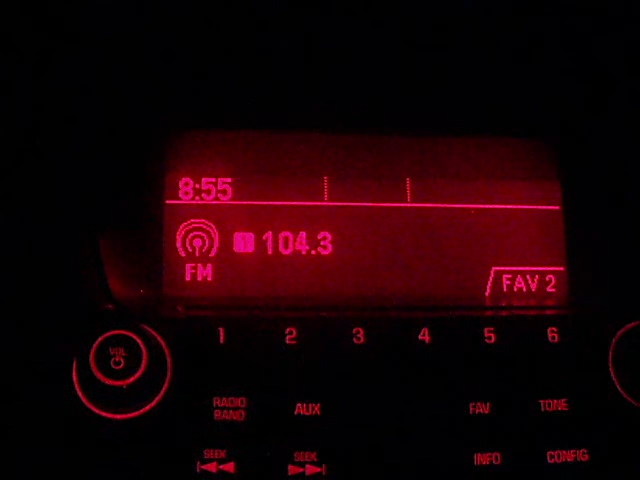 8:55
1 104.3
FM
FAV 2
1 2 3 4 5 6
VOL
RADIO BAND AUX FAV TONE
SEEK SEEK INFO CONFIG